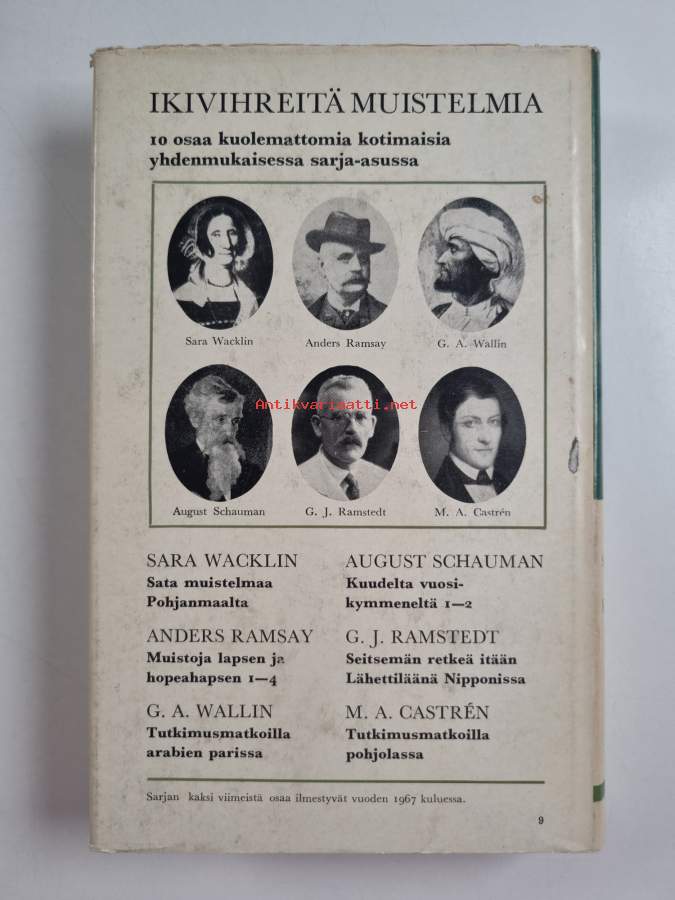 IKIVIHREITÄ MUISTELMIA
10 osaa kuolemattomia kotimaisia
yhdenmukaisessa sarja-asussa
Sara Wacklin
Anders Ramsay
G. A. Wallin
Antikvariaatti.net
August Schauman
G. J. Ramstedt
M. A. Castrén
SARA WACKLIN
Sata muistelmaa
Pohjanmaalta
AUGUST SCHAUMAN
Kuudelta vuosi-
kymmeneltä 1—2
ANDERS RAMSAY
Muistoja lapsen ja
hopeahapsen 1—4
G. J. RAMSTEDT
Seitsemän retkeä itään
Lähettiläänä Nipponissa
G. A. WALLIN
Tutkimusmatkoilla
arabien parissa
M. A. CASTRÉN
Tutkimusmatkoilla
pohjolassa
Sarjan kaksi viimeistä osaa ilmestyvät vuoden 1967 kuluessa.
9